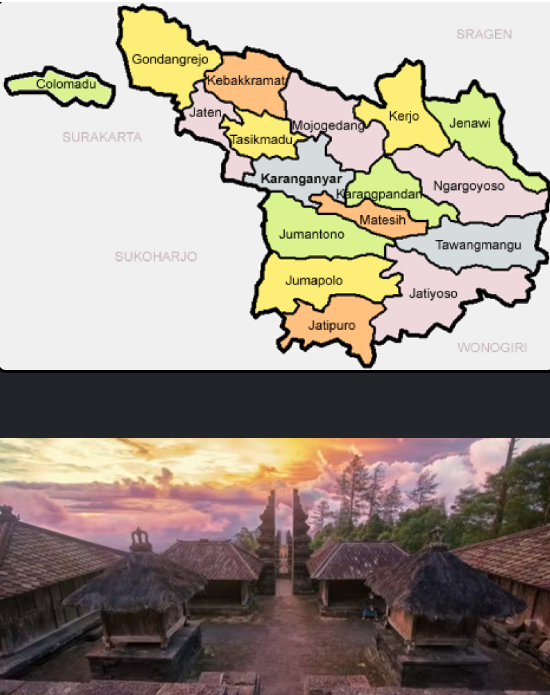 SRAGEN
Gondangrejo
Kebakkramat
Colomadu
Jaten
Kerjo
Jenawi
Mojogedang
SURAKARTA
Tasikmadu
Karanganyar
Ngargoyoso
Karangpandan
Matesih
Jumantono
Tawangmangu
SUKOHARJO
Jumapolo
Jatiyoso
Jatipuro
WONOGIRI